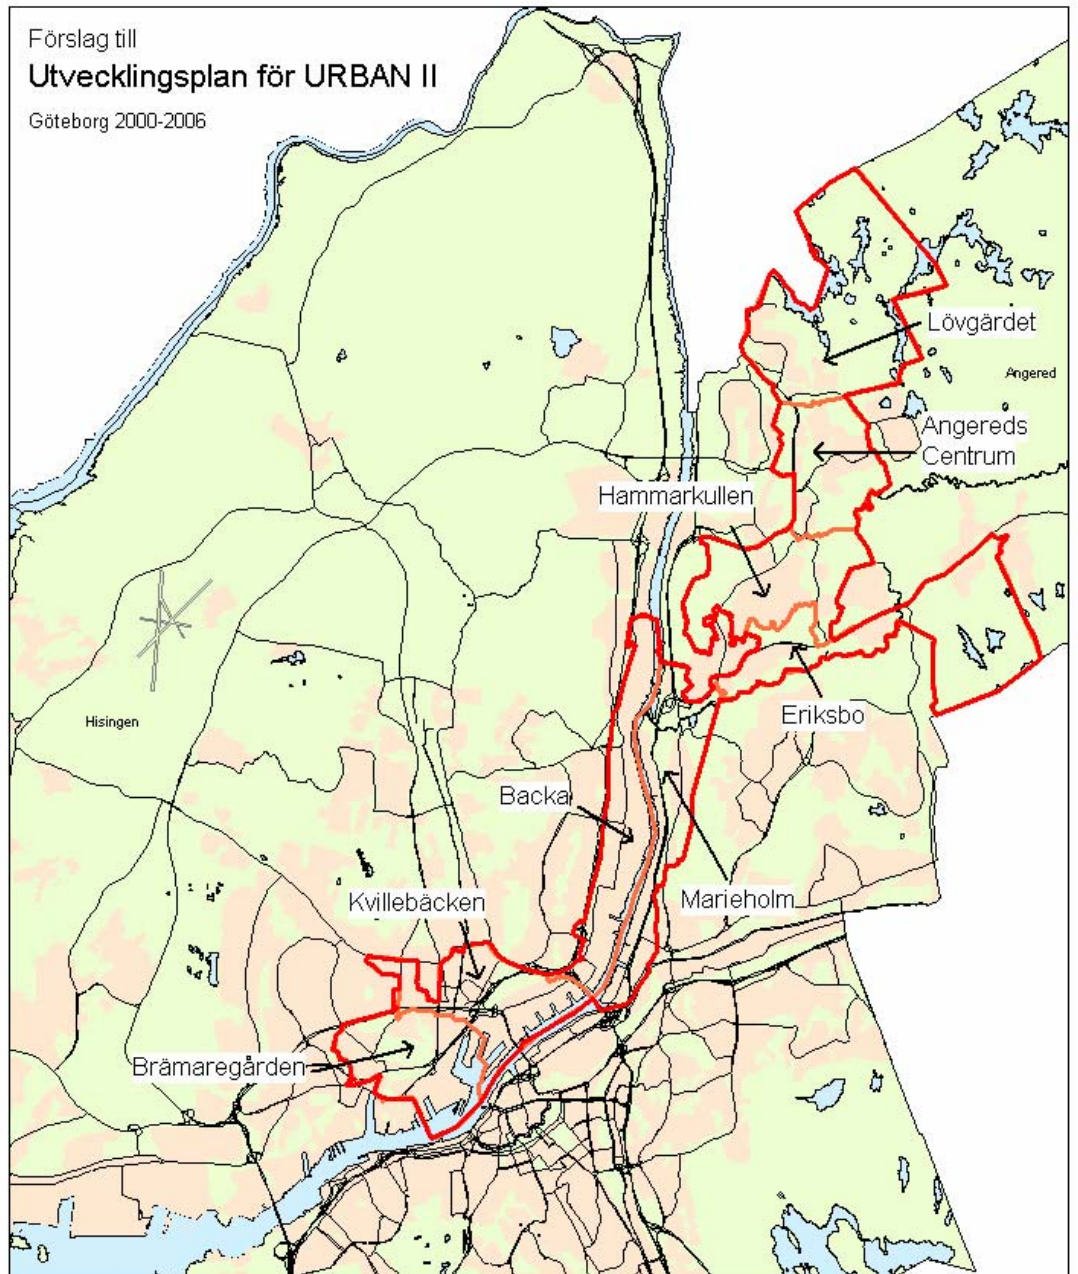 Förslag till
Utvecklingsplan för URBAN II
Göteborg 2000-2006
Lövgärdet
Angered
Angereds
Centrum
Hammarkullen
Eriksbo
Hisingen
Backa
Marieholm
Kvillebäcken
Brämaregården